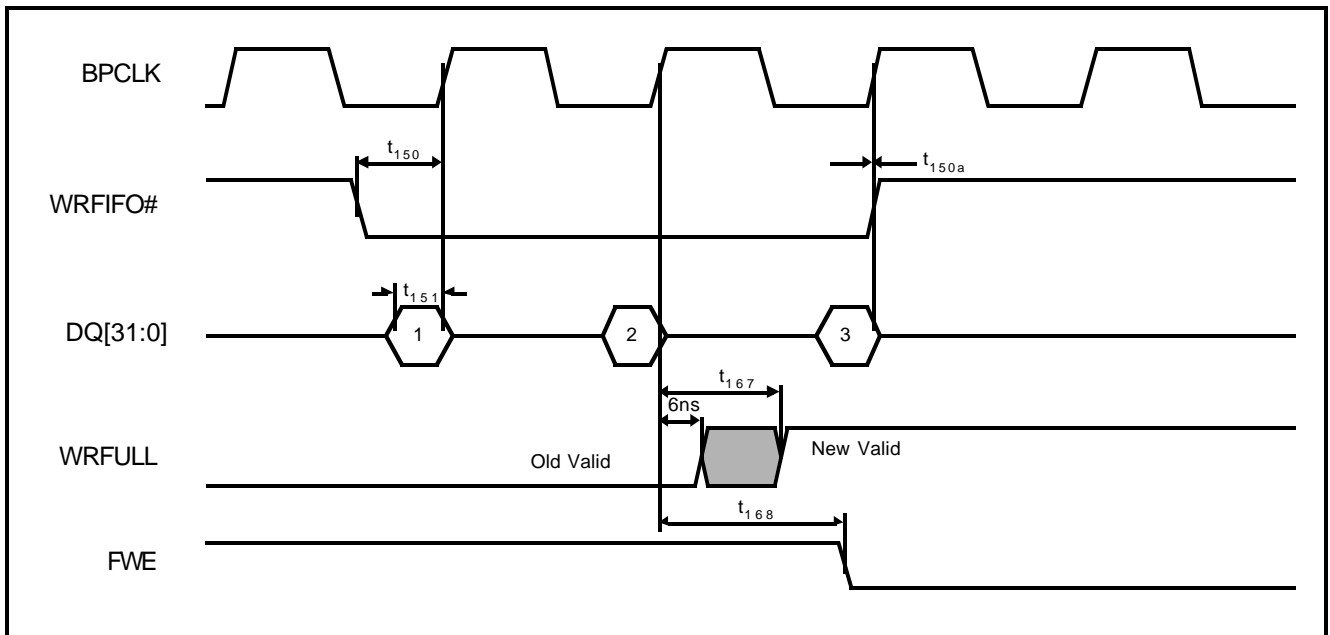 BPCLK
t150
t150a
WRFIFO#
t151
DQ[31:0]
1
2
3
t167
6ns
WRFULL
Old Valid
New Valid
t168
FWE